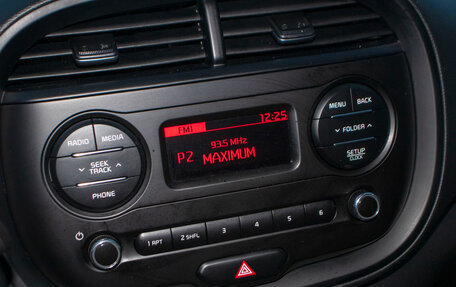 FM1 12:25
93.5 MHz
P2 MAXIMUM
RADIO MEDIA
SEEK
TRACK
PHONE
MENU BACK
FOLDER
SETUP
CLOCK
1 RPT 2 SHFL 3 4 5 6